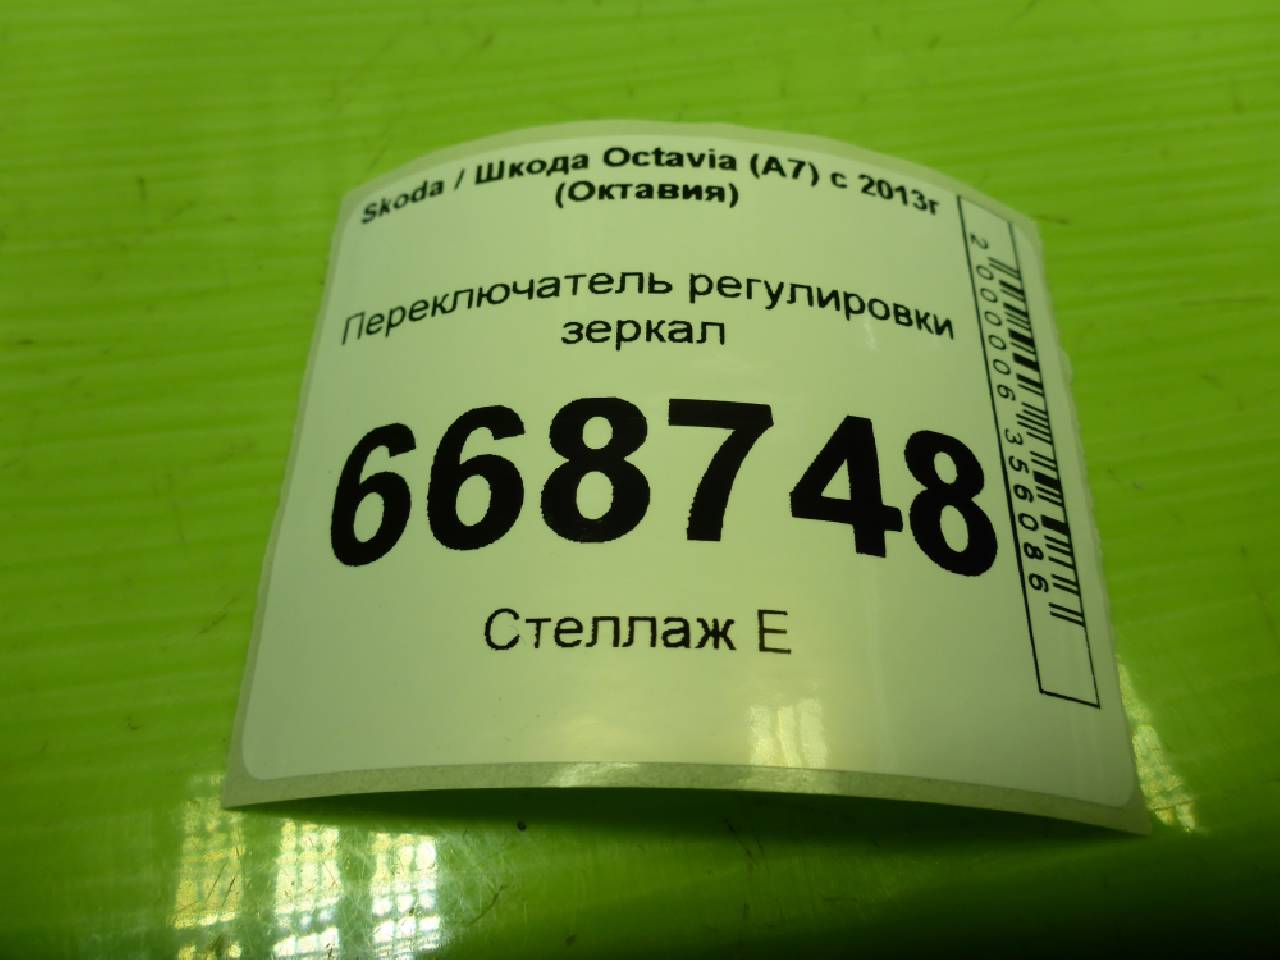 Skoda / Шкода Octavia (A7) с 2013г
(Октавия)
Переключатель регулировки
зеркал
668748
Стеллаж Е
2000006356086